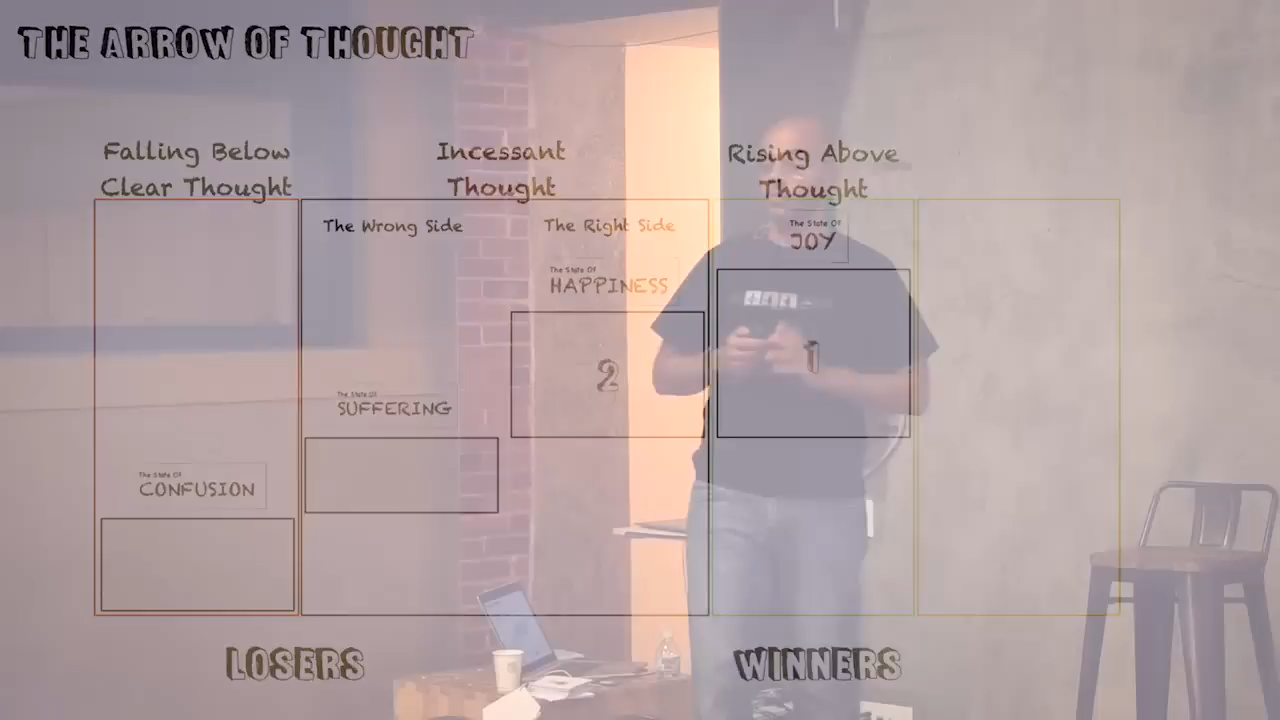 THE ARROW OF THOUGHT
Falling Below
Clear Thought
Incessant
Thought
Rising Above
Thought
The Wrong Side
The Right Side
The State Of
JOY
The State Of
HAPPINESS
2
1
The State Of
SUFFERING
The State Of
CONFUSION
LOSERS
WINNERS